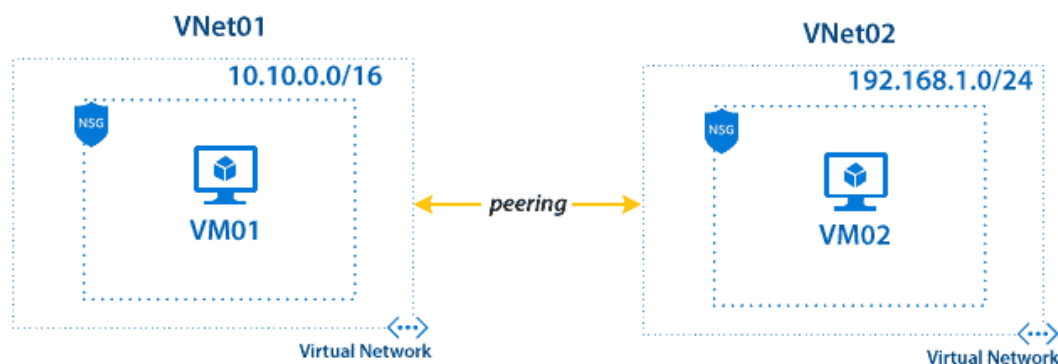 VNet01
10.10.0.0/16
NSG
VM01
Virtual Network
peering
VNet02
192.168.1.0/24
NSG
VM02
Virtual Network